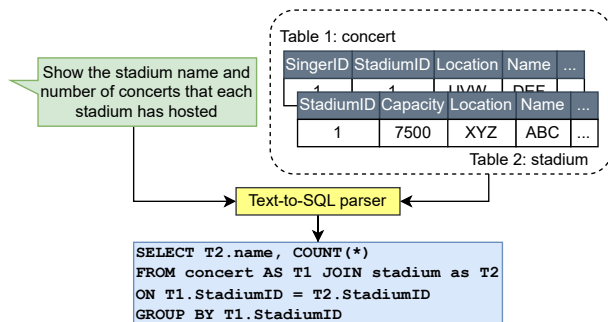 Table 1: concert
SingerID StadiumID Location Name ...
Show the stadium name and
number of concerts that each
stadium has hosted
StadiumID Capacity Location Name ...
1 7500 XYZ ABC ...
Table 2: stadium
Text-to-SQL parser
SELECT T2.name, COUNT(*)
FROM concert AS T1 JOIN stadium as T2
ON T1.StadiumID = T2.StadiumID
GROUP BY T1.StadiumID